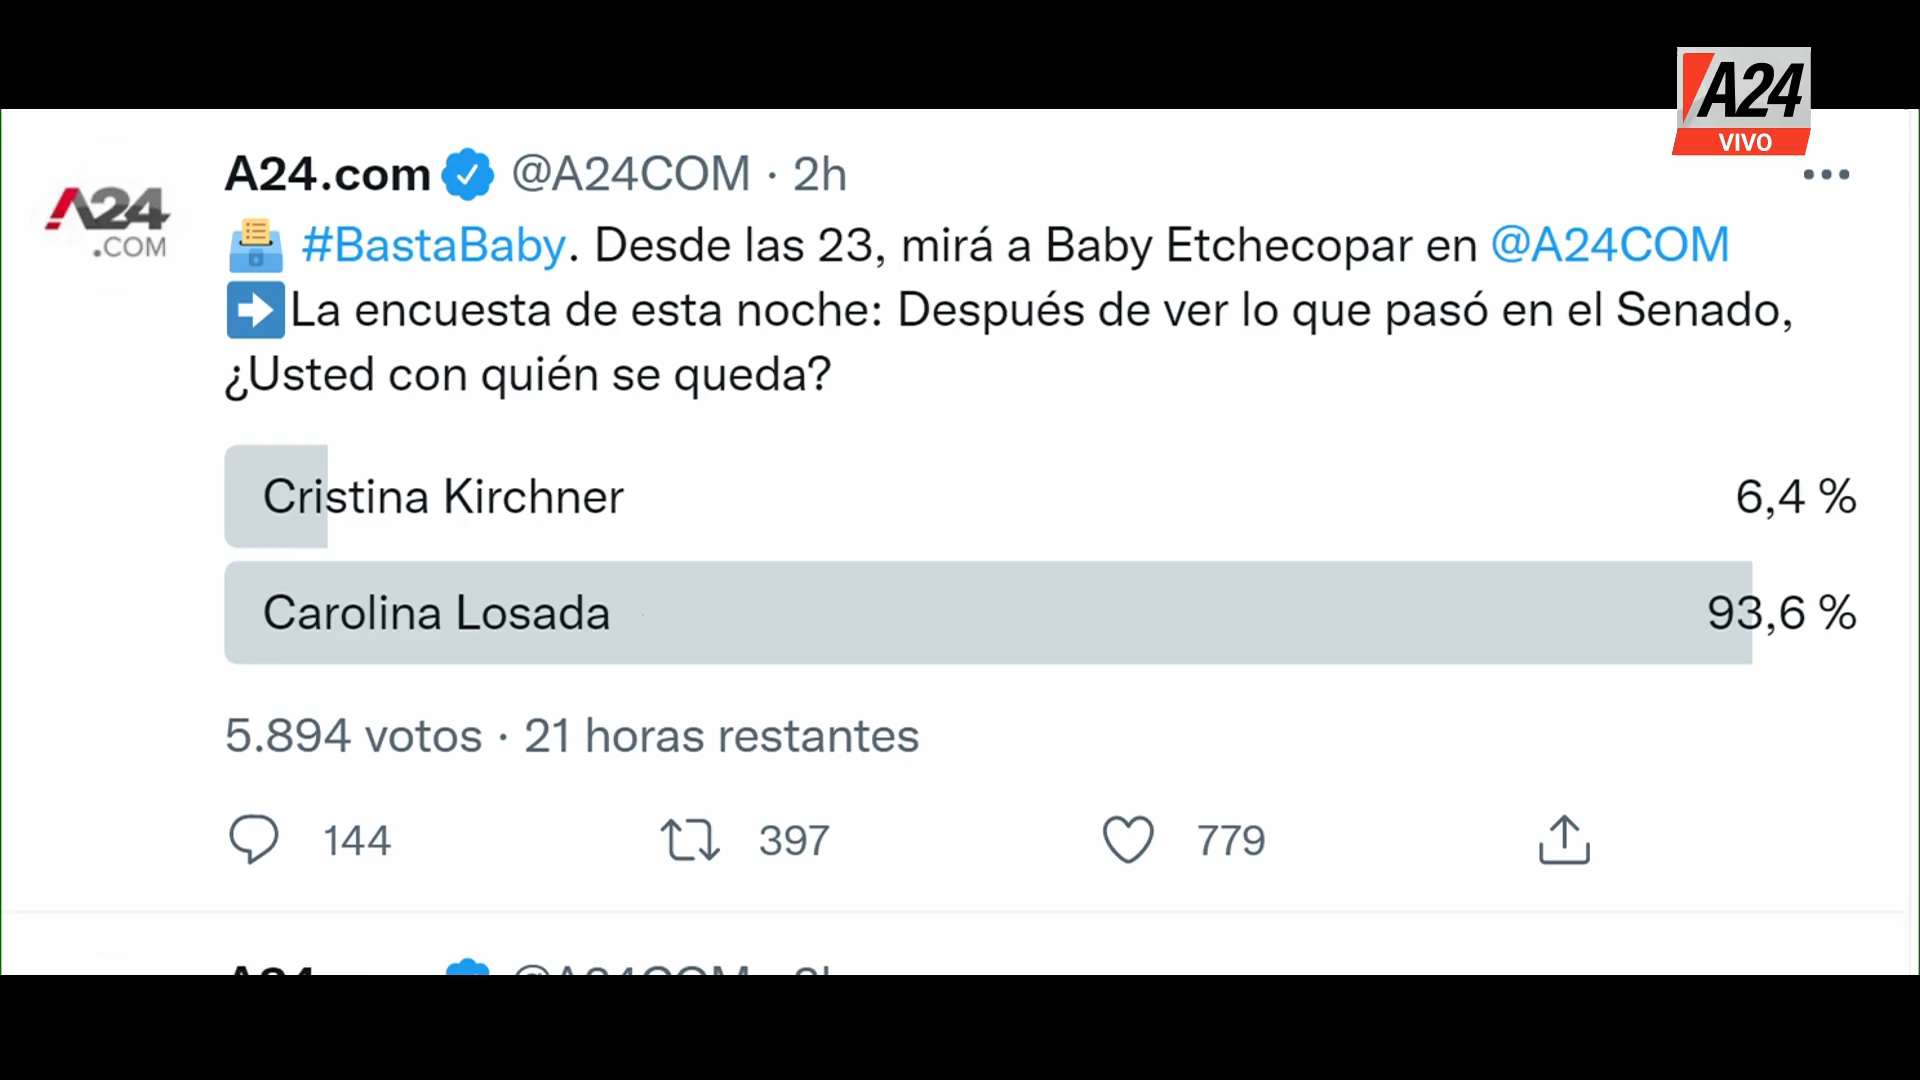 A24
VIVO
A24.com @A24COM · 2h
A24
.COM
#BastaBaby. Desde las 23, mirá a Baby Etchecopar en @A24COM
La encuesta de esta noche: Después de ver lo que pasó en el Senado,
¿Usted con quién se queda?
Cristina Kirchner 6,4 %
Carolina Losada 93,6 %
5.894 votos · 21 horas restantes
144 397 779